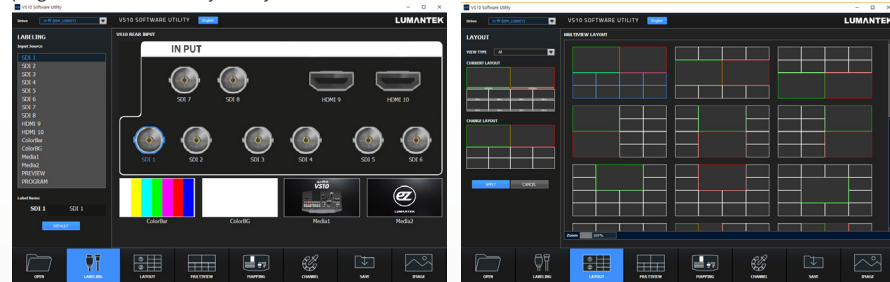 VS10 Software Utility
Drive
VS10 SOFTWARE UTILITY
English
LUMANTEK
LABELING
Input Source
SDI 1
SDI 2
SDI 3
SDI 4
SDI 5
SDI 6
SDI 7
SDI 8
HDMI 9
HDMI 10
ColorBar
ColorBG
Media1
Media2
PREVIEW
PROGRAM
Label Name
SDI 1 SDI 1
DEFAULT
VS10 REAR INPUT
IN PUT
SDI 7 SDI 8 HDMI 9 HDMI 10
SDI 1 SDI 2 SDI 3 SDI 4 SDI 5 SDI 6
VS10
EZ
LUMANTEK
ColorBar ColorBG Media1 Media2
OPEN LABELING LAYOUT MULTIVIEW MAPPING CHANNEL SAVE IMAGE
VS10 Software Utility
Drive
VS10 SOFTWARE UTILITY
English
LUMANTEK
LAYOUT
VIEW TYPE All
CURRENT LAYOUT
CHANGE LAYOUT
APPLY CANCEL
MULTIVIEW LAYOUT
Zoom 100%
OPEN LABELING LAYOUT MULTIVIEW MAPPING CHANNEL SAVE IMAGE